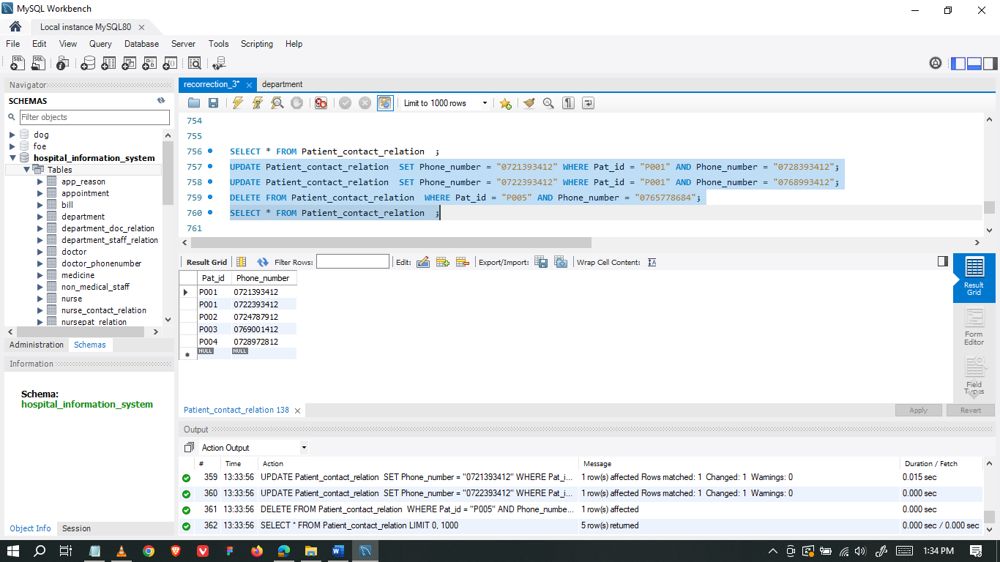 MySQL Workbench
Local instance MySQL80
File Edit View Query Database Server Tools Scripting Help
Navigator
SCHEMAS
Filter objects
dog
foe
hospital_information_system
Tables
app_reason
appointment
bill
department
department_doc_relation
department_staff_relation
doctor
doctor_phonenumber
medicine
non_medical_staff
nurse
nurse_contact_relation
nursepat_relation
Administration Schemas
Information
Schema:
hospital_information_system
Object Info Session
recorrection_3* department
Limit to 1000 rows
754
755
756 SELECT * FROM Patient_contact_relation ;
757 UPDATE Patient_contact_relation SET Phone_number = "0721393412" WHERE Pat_id = "P001" AND Phone_number = "0728393412";
758 UPDATE Patient_contact_relation SET Phone_number = "0722393412" WHERE Pat_id = "P001" AND Phone_number = "0768993412";
759 DELETE FROM Patient_contact_relation WHERE Pat_id = "P005" AND Phone_number = "0765778684";
760 SELECT * FROM Patient_contact_relation ;
761
Result Grid Filter Rows: Edit: Export/Import: Wrap Cell Content:
Pat_id Phone_number
P001 0721393412
P001 0722393412
P002 0724787912
P003 0769001412
P004 0728972812
NULL NULL
Result
Grid
Form
Editor
Field
Types
Patient_contact_relation 138 Apply Revert
Output
Action Output
# Time Action Message Duration / Fetch
359 13:33:56 UPDATE Patient_contact_relation SET Phone_number = "0721393412" WHERE Pat_i... 1 row(s) affected Rows matched: 1 Changed: 1 Warnings: 0 0.015 sec
360 13:33:56 UPDATE Patient_contact_relation SET Phone_number = "0722393412" WHERE Pat_i... 1 row(s) affected Rows matched: 1 Changed: 1 Warnings: 0 0.000 sec
361 13:33:56 DELETE FROM Patient_contact_relation WHERE Pat_id = "P005" AND Phone_numbe... 1 row(s) affected 0.000 sec
362 13:33:56 SELECT * FROM Patient_contact_relation LIMIT 0, 1000 5 row(s) returned 0.000 sec / 0.000 sec
1:34 PM